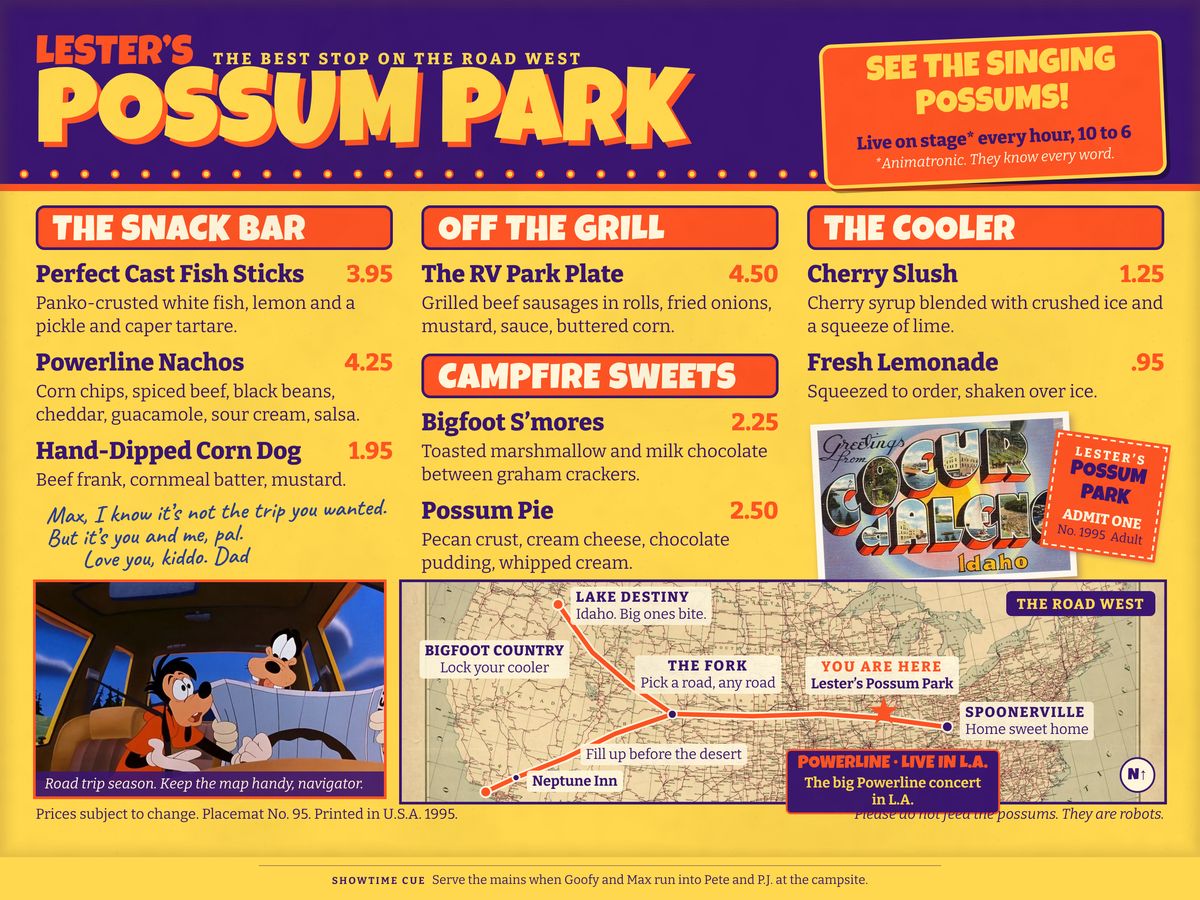 LESTER'S
THE BEST STOP ON THE ROAD WEST
POSSUM PARK
SEE THE SINGING
POSSUMS!
Live on stage* every hour, 10 to 6
*Animatronic. They know every word.
THE SNACK BAR
Perfect Cast Fish Sticks 3.95
Panko-crusted white fish, lemon and a
pickle and caper tartare.
Powerline Nachos 4.25
Corn chips, spiced beef, black beans,
cheddar, guacamole, sour cream, salsa.
Hand-Dipped Corn Dog 1.95
Beef frank, cornmeal batter, mustard.
Max, I know it's not the trip you wanted.
But it's you and me, pal.
Love you, kiddo. Dad
OFF THE GRILL
The RV Park Plate 4.50
Grilled beef sausages in rolls, fried onions,
mustard, sauce, buttered corn.
CAMPFIRE SWEETS
Bigfoot S'mores 2.25
Toasted marshmallow and milk chocolate
between graham crackers.
Possum Pie 2.50
Pecan crust, cream cheese, chocolate
pudding, whipped cream.
THE COOLER
Cherry Slush 1.25
Cherry syrup blended with crushed ice and
a squeeze of lime.
Fresh Lemonade .95
Squeezed to order, shaken over ice.
Greetings
from
COEUR
d'ALENE
Idaho
LESTER'S
POSSUM
PARK
ADMIT ONE
No. 1995 Adult
Road trip season. Keep the map handy, navigator.
LAKE DESTINY
Idaho. Big ones bite.
THE ROAD WEST
BIGFOOT COUNTRY
Lock your cooler
THE FORK
Pick a road, any road
YOU ARE HERE
Lester's Possum Park
SPOONERVILLE
Home sweet home
Fill up before the desert
Neptune Inn
POWERLINE · LIVE IN L.A.
The big Powerline concert
in L.A.
N↑
Prices subject to change. Placemat No. 95. Printed in U.S.A. 1995.
Please do not feed the possums. They are robots.
SHOWTIME CUE Serve the mains when Goofy and Max run into Pete and P.J. at the campsite.